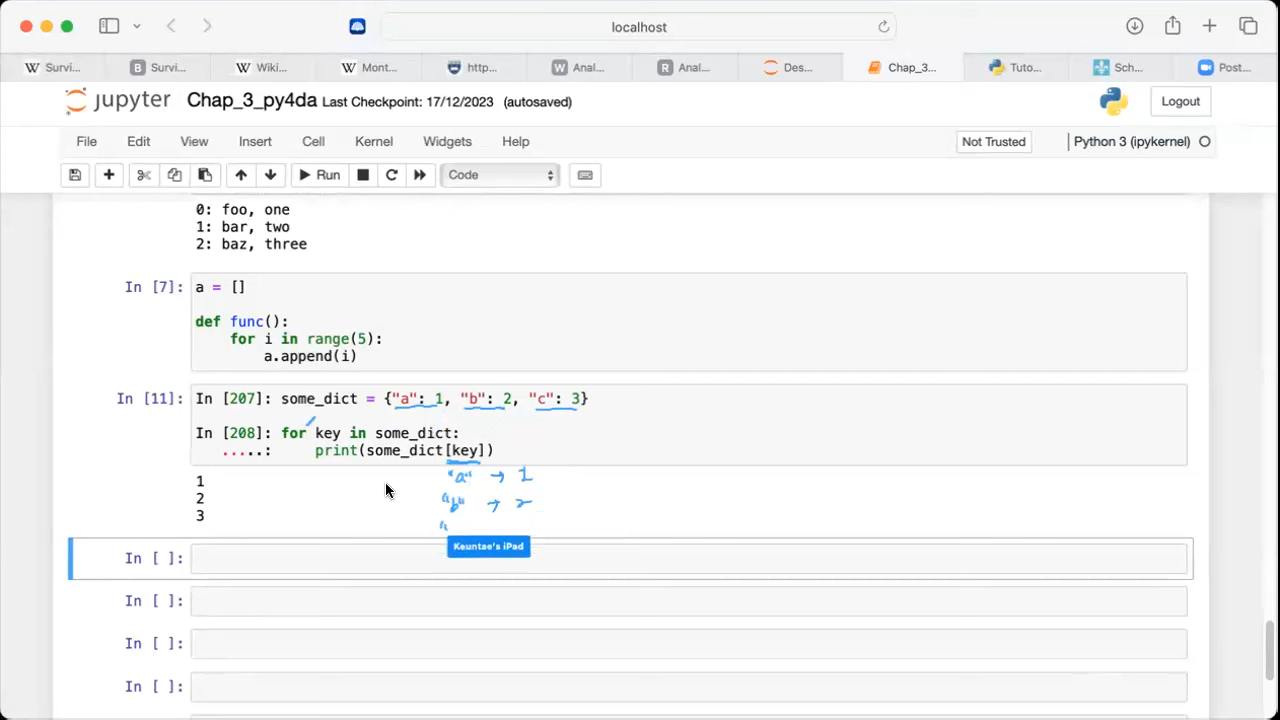 localhost
Survi...
Survi...
Wiki...
Mont...
http...
Anal...
Anal...
Des...
Chap_3...
Tuto...
Sch...
Post...
jupyter Chap_3_py4da Last Checkpoint: 17/12/2023 (autosaved)
Logout
File Edit View Insert Cell Kernel Widgets Help
Not Trusted
Python 3 (ipykernel)
Run
Code
0: foo, one
1: bar, two
2: baz, three
In [7]:
a = []
def func():
for i in range(5):
a.append(i)
In [11]:
In [207]: some_dict = {"a": 1, "b": 2, "c": 3}
In [208]: for key in some_dict:
.....: print(some_dict[key])
"a" → 1
"b" → 2
"
1
2
3
Keuntae's iPad
In [ ]:
In [ ]:
In [ ]:
In [ ]: